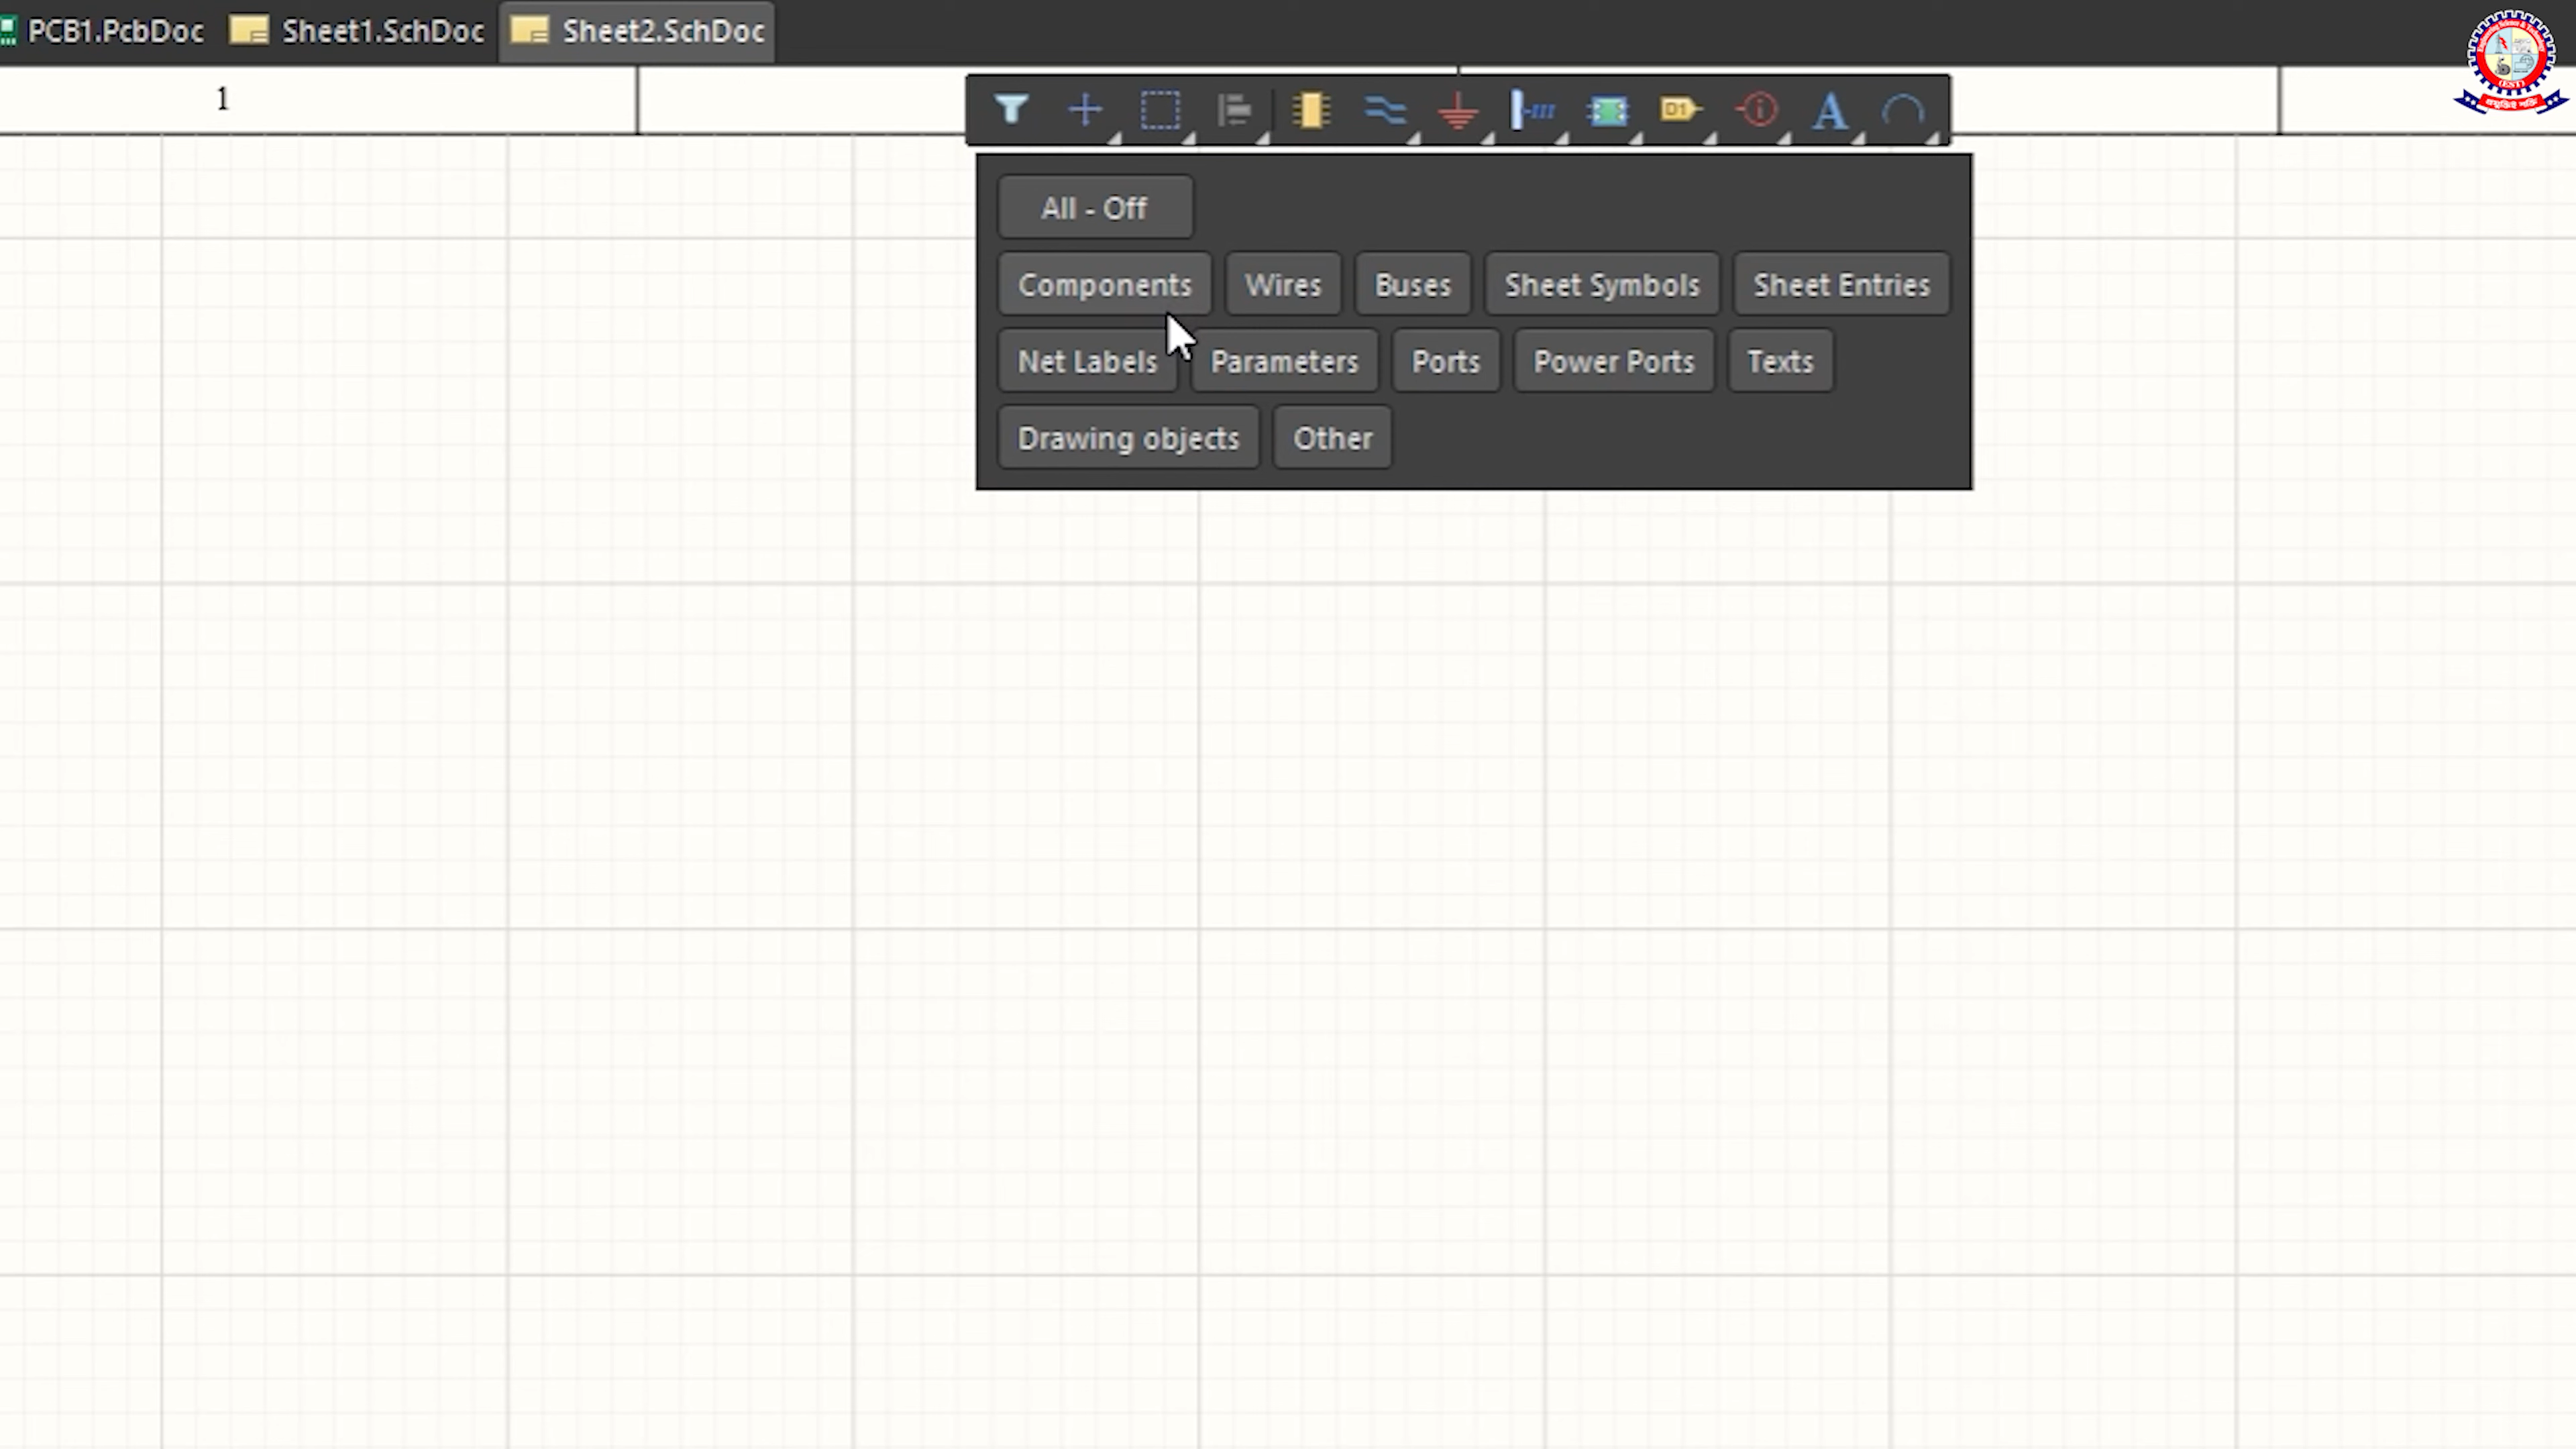 PCB1.PcbDoc Sheet1.SchDoc Sheet2.SchDoc
1
D1
A
All - Off
Components Wires Buses Sheet Symbols Sheet Entries
Net Labels Parameters Ports Power Ports Texts
Drawing objects Other